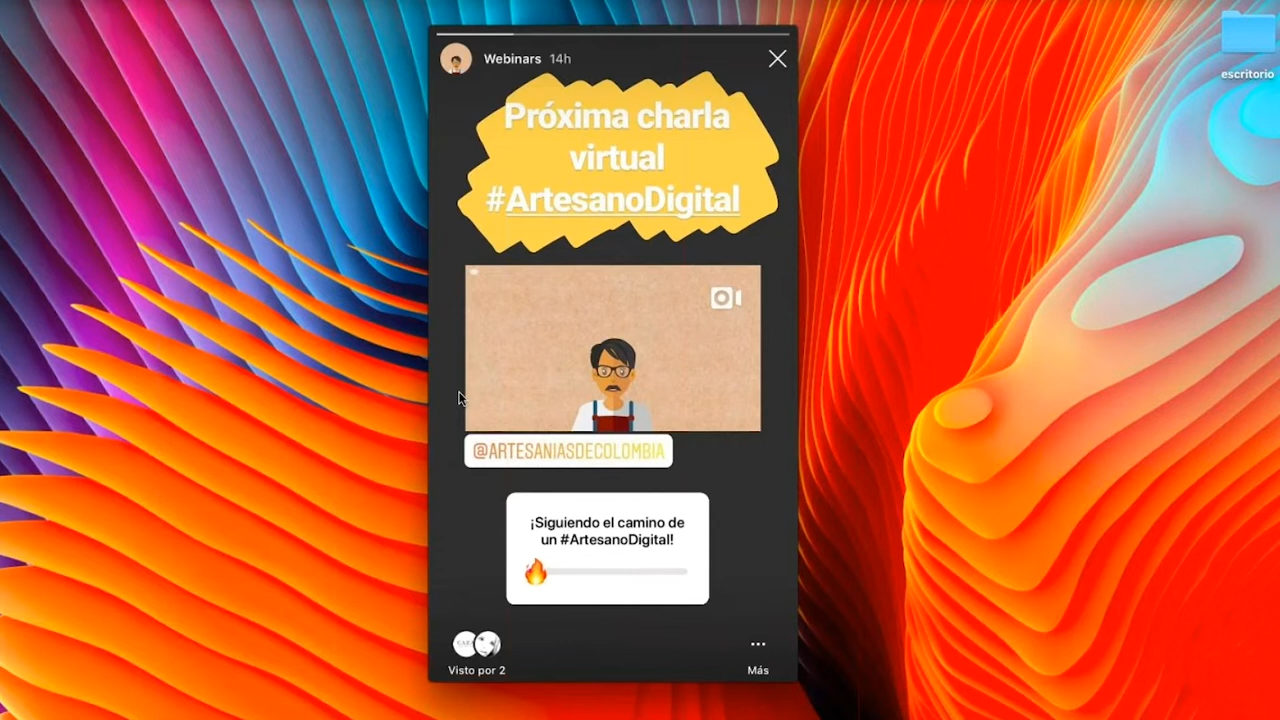 Webinars 14h
Próxima charla
virtual
#ArtesanoDigital
@ARTESANIASDECOLOMBIA
¡Siguiendo el camino de
un #ArtesanoDigital!
Visto por 2
Más
escritorio